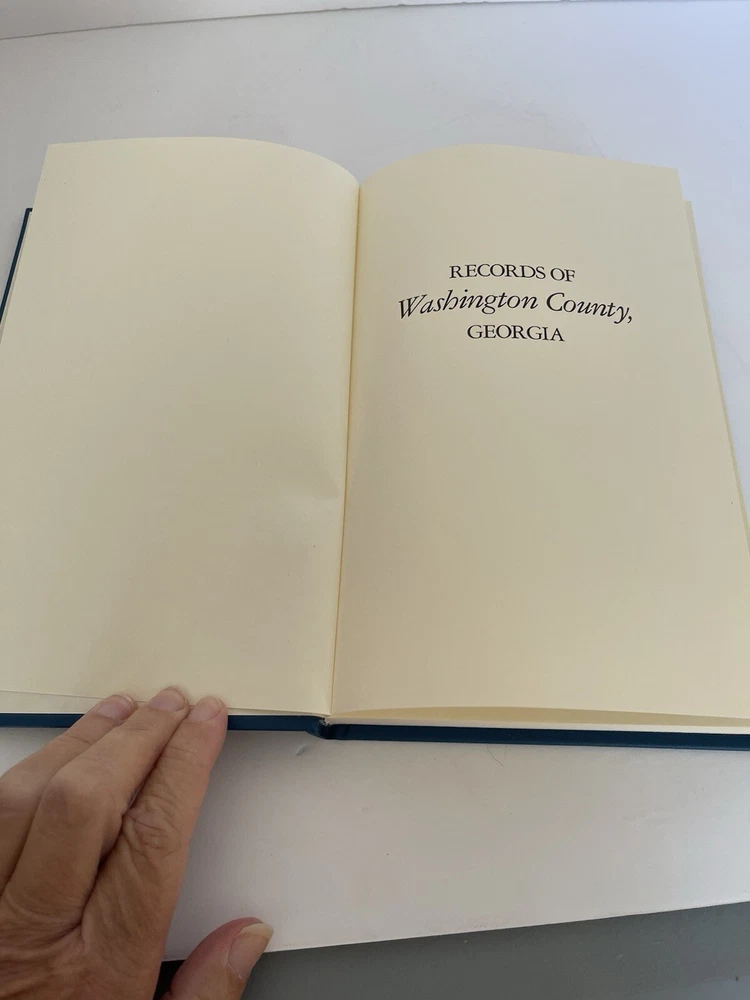 RECORDS OF
Washington County,
GEORGIA